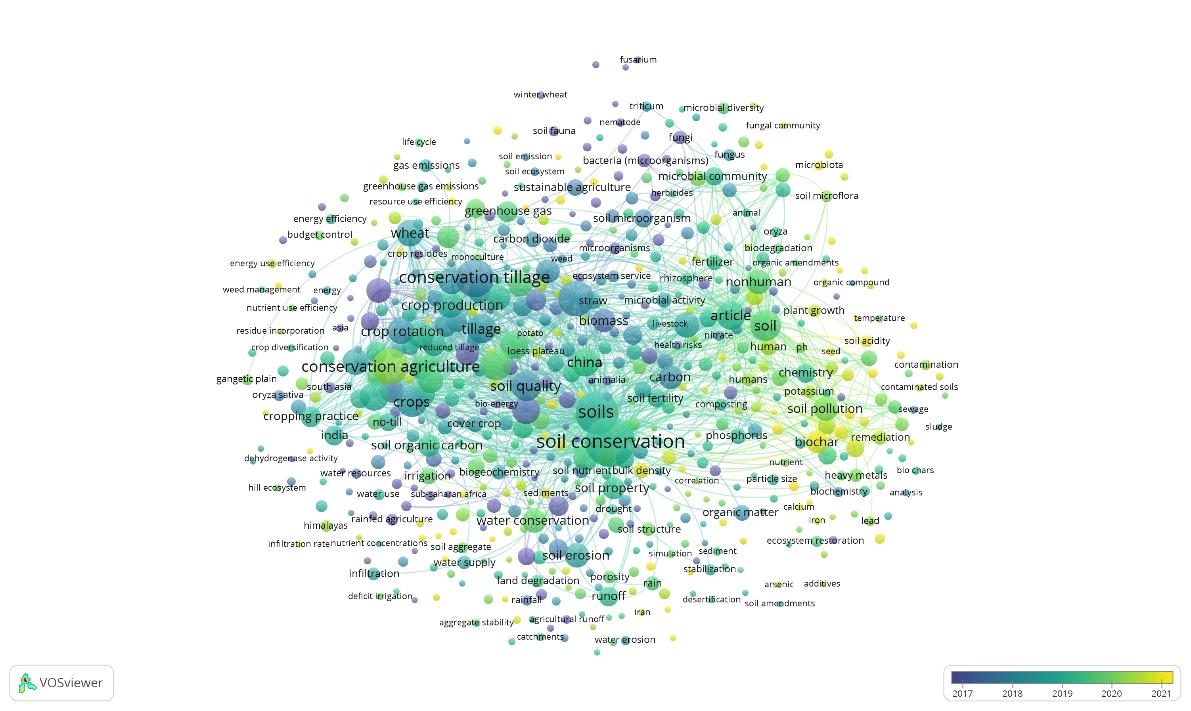 fusarium
winter wheat
triticum
microbial diversity
nematode
fungal community
soil fauna
fungi
life cycle
soil emission
fungus
gas emissions
bacteria (microorganisms)
microbiota
soil ecosystem
microbial community
greenhouse gas emissions
sustainable agriculture
herbicides
soil microflora
resource use efficiency
greenhouse gas
animal
energy efficiency
soil microorganism
budget control
wheat
carbon dioxide
oryza
microorganisms
biodegradation
crop residues
monoculture
weed
energy use efficiency
fertilizer
organic amendments
conservation tillage
ecosystem service
rhizosphere
nonhuman
organic compound
weed management
energy
straw
microbial activity
nutrient use efficiency
crop production
plant growth
article
biomass
temperature
residue incorporation
asia
crop rotation
tillage
potato
livestock
soil
nitrate
soil acidity
crop diversification
reduced tillage
loess plateau
health risks
human
ph
seed
conservation agriculture
china
contamination
gangetic plain
south asia
soil quality
animalia
carbon
humans
chemistry
contaminated soils
oryza sativa
crops
bio-energy
soil fertility
composting
potassium
cropping practice
no-till
cover crop
soils
soil pollution
sewage
india
soil organic carbon
soil conservation
phosphorus
biochar
remediation
sludge
dehydrogenase activity
water resources
irrigation
biogeochemistry
soil nutrient
bulk density
nutrient
heavy metals
bio chars
hill ecosystem
water use
sub-saharan africa
sediments
soil property
correlation
particle size
biochemistry
analysis
himalayas
rainfed agriculture
water conservation
drought
organic matter
calcium
iron
lead
infiltration rate
nutrient concentrations
soil aggregate
soil structure
ecosystem restoration
water supply
soil erosion
simulation
sediment
infiltration
land degradation
porosity
rain
stabilization
arsenic
additives
deficit irrigation
rainfall
runoff
desertification
soil amendments
aggregate stability
agricultural runoff
iran
catchments
water erosion
VOSviewer
2017 2018 2019 2020 2021